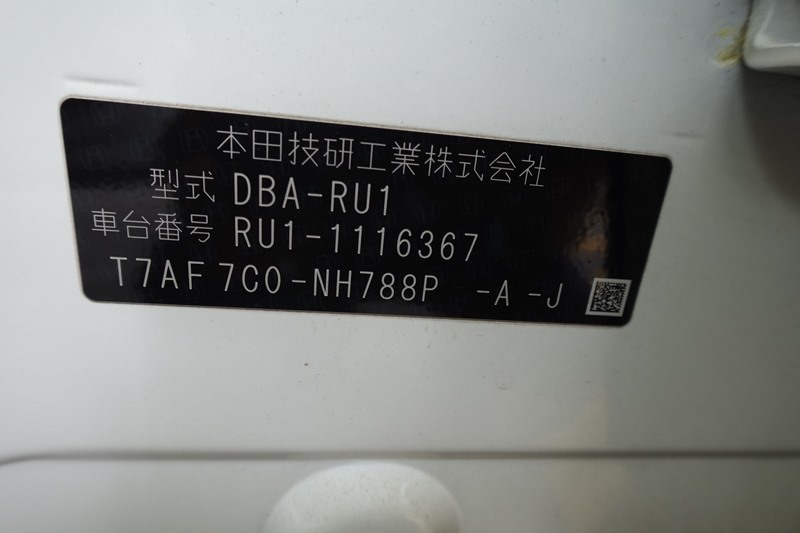 本田技研工業株式会社
型式 DBA-RU1
車台番号 RU1-1116367
T7AF7C0-NH788P -A -J